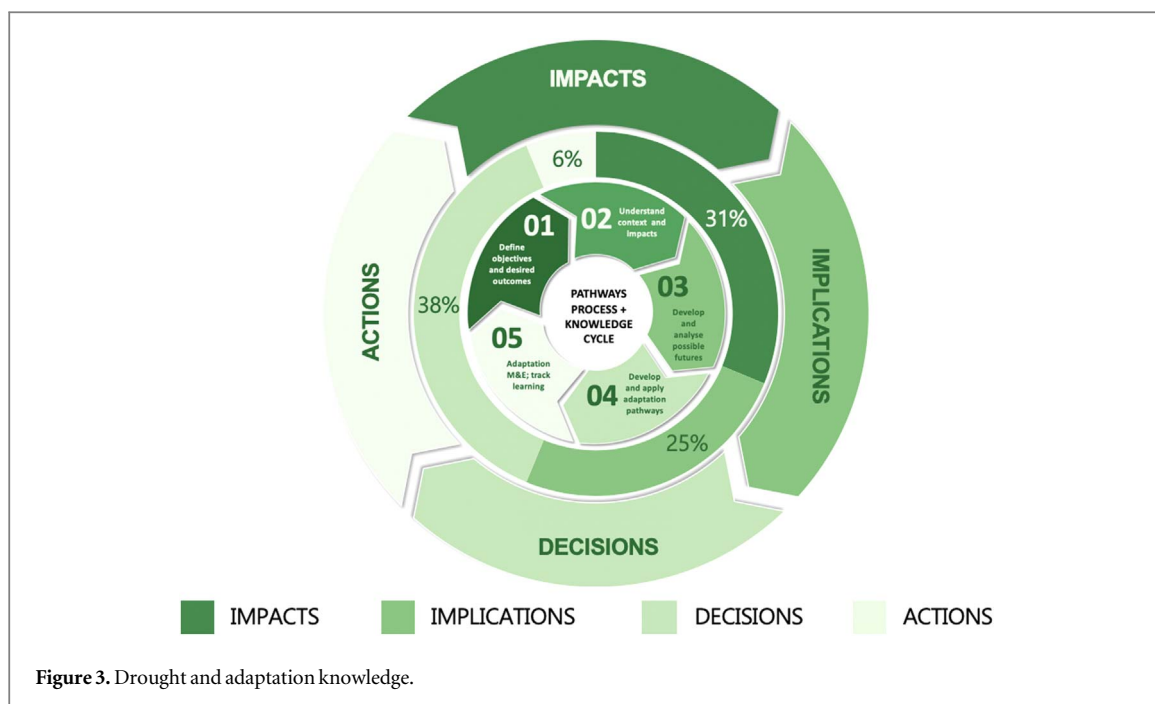 IMPACTS
IMPLICATIONS
DECISIONS
ACTIONS
6%
31%
25%
38%
01
Define
objectives
and desired
outcomes
02
Understand
context and
impacts
03
Develop
and
analyse
possible
futures
04
Develop
and apply
adaptation
pathways
05
Adaptation
M&E; track
learning
PATHWAYS
PROCESS +
KNOWLEDGE
CYCLE
IMPACTS
IMPLICATIONS
DECISIONS
ACTIONS
Figure 3. Drought and adaptation knowledge.